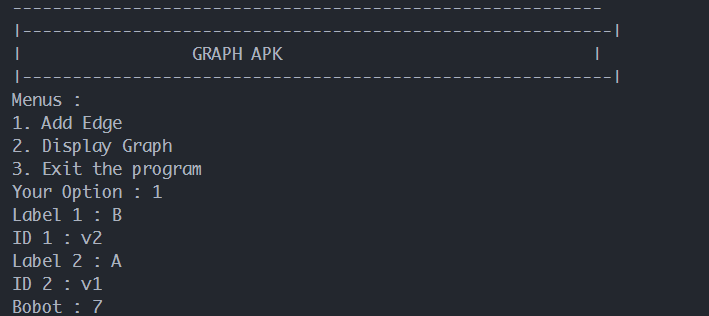 ------------------------------------------------------------
|------------------------------------------------------------|
|                  GRAPH APK                                |
|------------------------------------------------------------|
Menus :
1. Add Edge
2. Display Graph
3. Exit the program
Your Option : 1
Label 1 : B
ID 1 : v2
Label 2 : A
ID 2 : v1
Bobot : 7